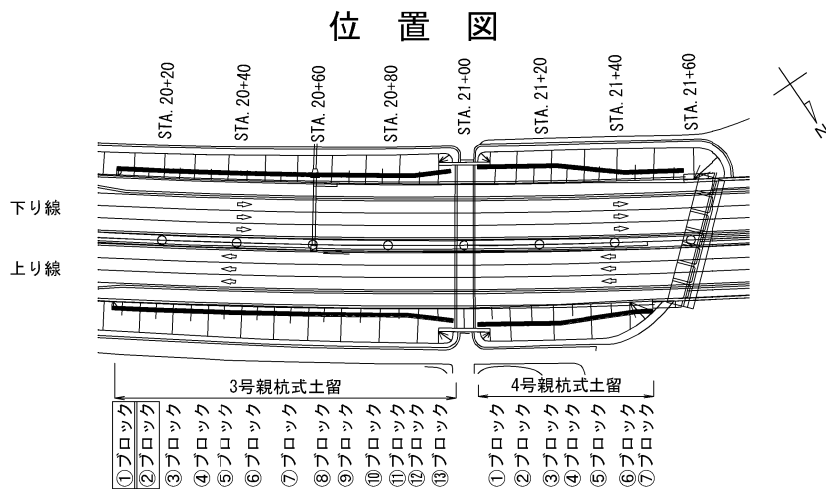 位置図
STA. 20+20
STA. 20+40
STA. 20+60
STA. 20+80
STA. 21+00
STA. 21+20
STA. 21+40
STA. 21+60
N
下り線
上り線
3号親杭式土留
4号親杭式土留
①ブロック
②ブロック
③ブロック
④ブロック
⑤ブロック
⑥ブロック
⑦ブロック
⑧ブロック
⑨ブロック
⑩ブロック
⑪ブロック
⑫ブロック
⑬ブロック
①ブロック
②ブロック
③ブロック
④ブロック
⑤ブロック
⑥ブロック
⑦ブロック